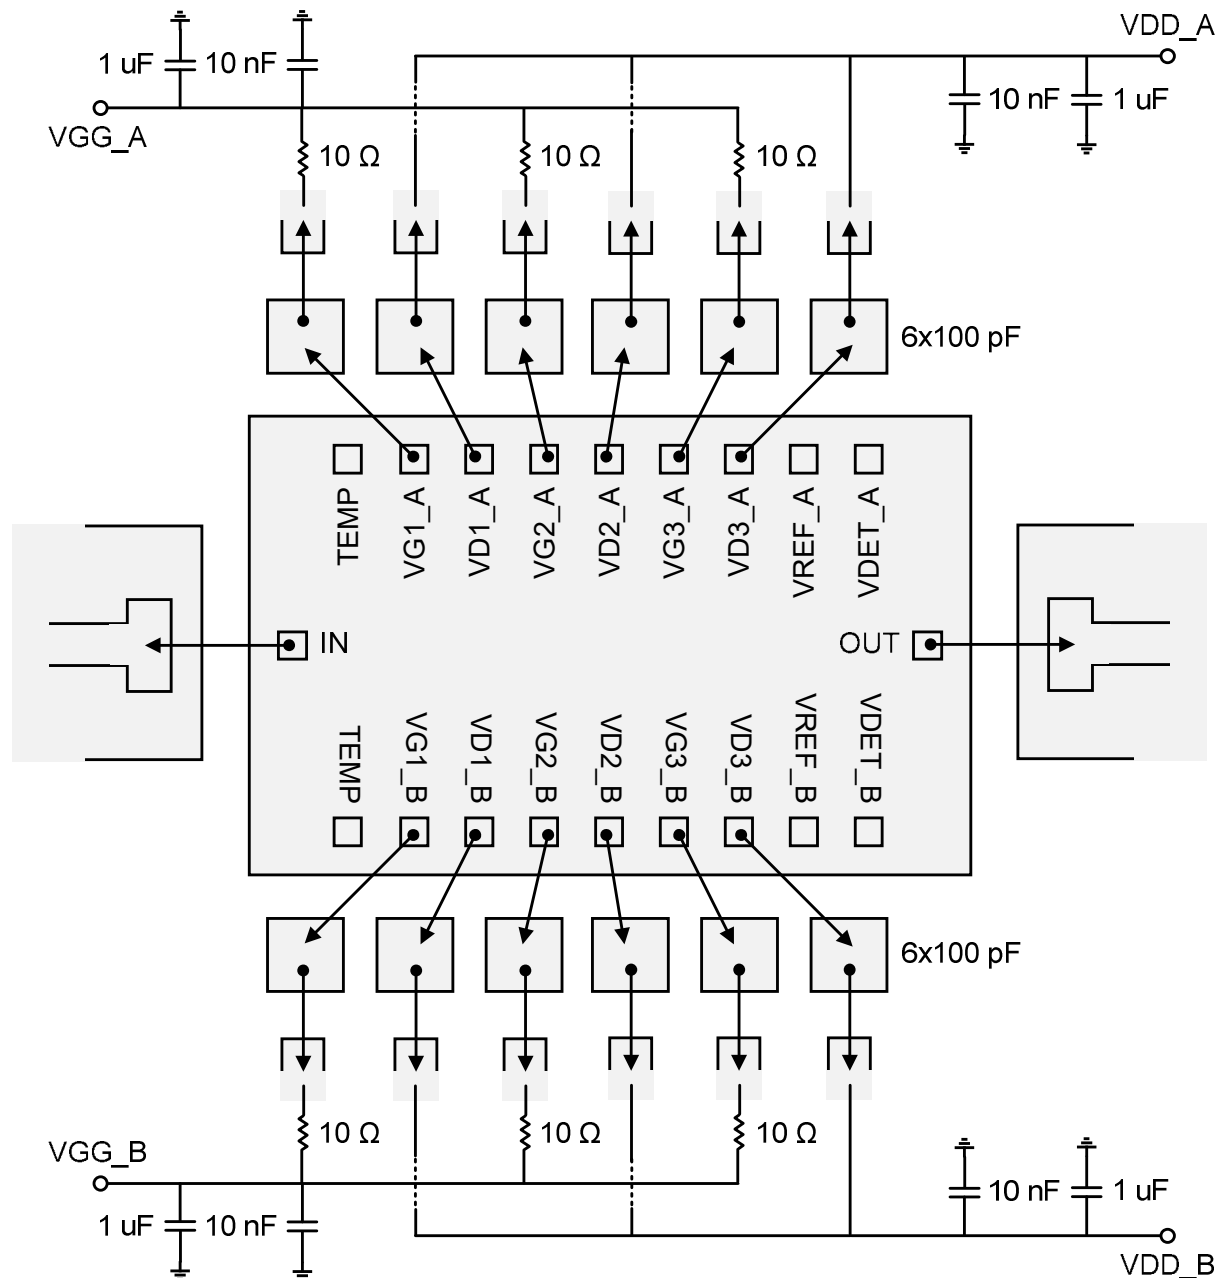 VDD_A
1 uF 10 nF
10 nF 1 uF
VGG_A
10 Ω 10 Ω 10 Ω
6x100 pF
TEMP VG1_A VD1_A VG2_A VD2_A VG3_A VD3_A VREF_A VDET_A
IN OUT
TEMP VG1_B VD1_B VG2_B VD2_B VG3_B VD3_B VREF_B VDET_B
6x100 pF
10 Ω 10 Ω 10 Ω
VGG_B
10 nF 1 uF
1 uF 10 nF
VDD_B